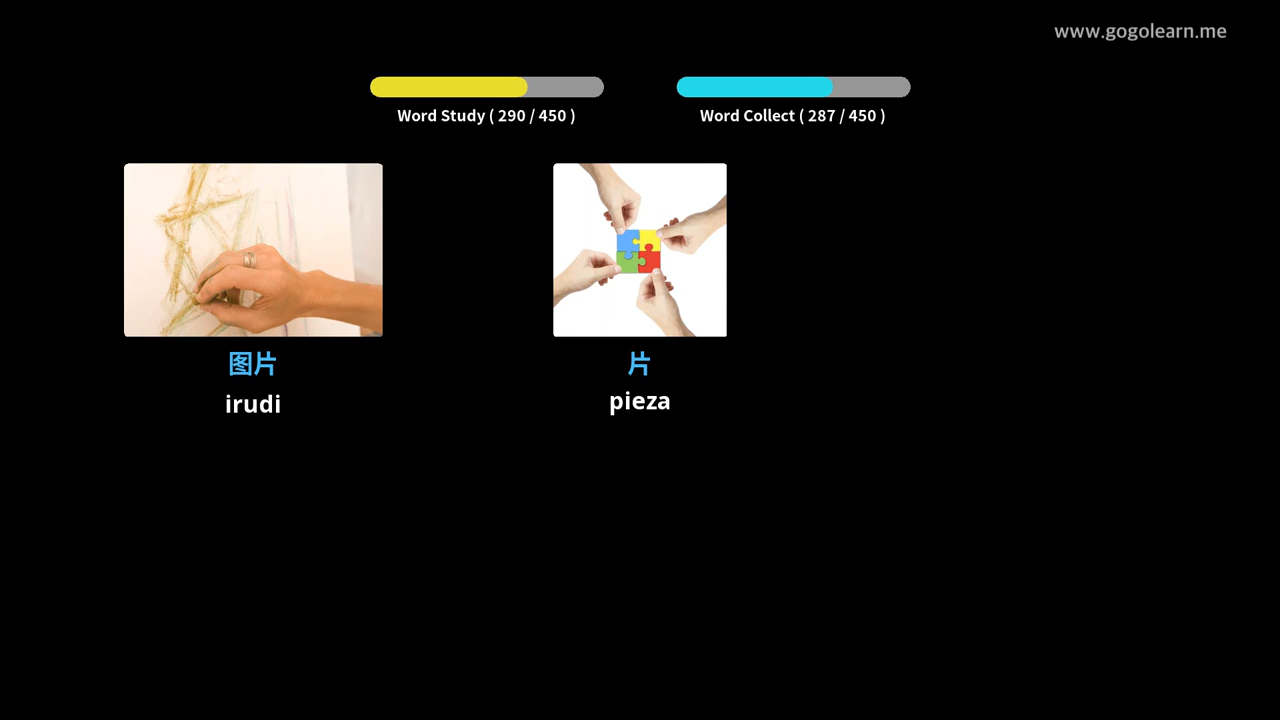 www.gogolearn.me
Word Study ( 290 / 450 )
Word Collect ( 287 / 450 )
图片
irudi
片
pieza